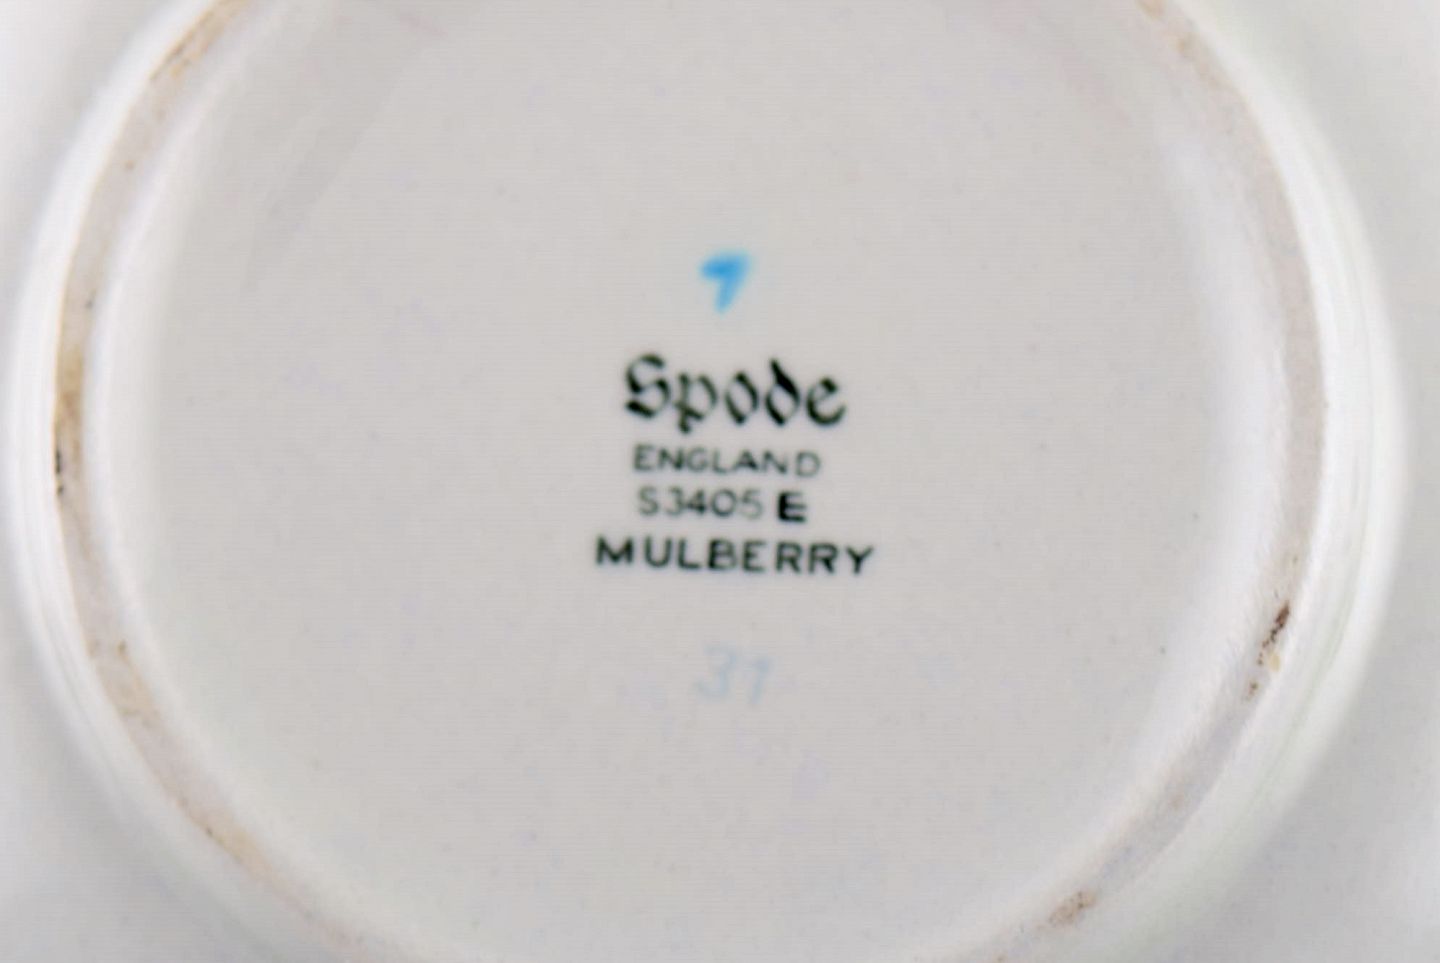 Spode
ENGLAND
S3405 E
MULBERRY
31